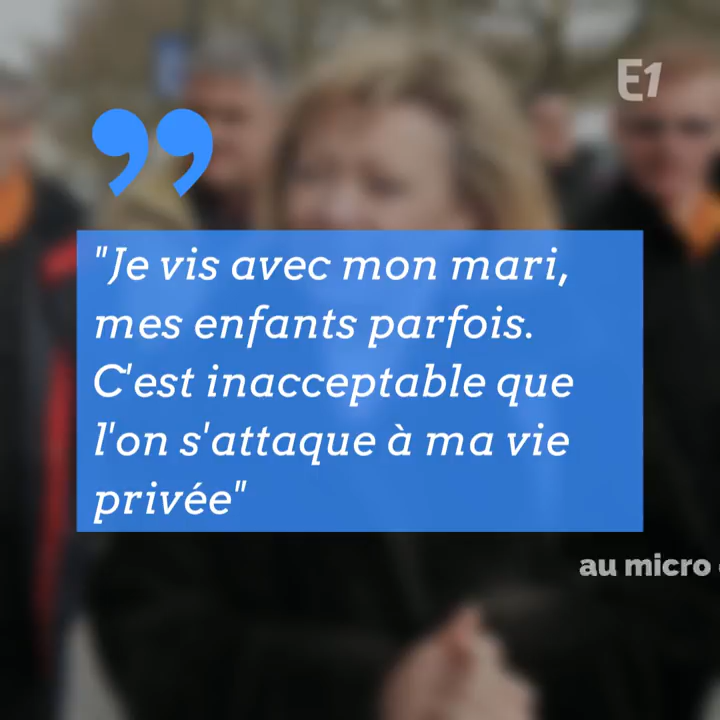 E1
"Je vis avec mon mari,
mes enfants parfois.
C'est inacceptable que
l'on s'attaque à ma vie
privée"
au micro